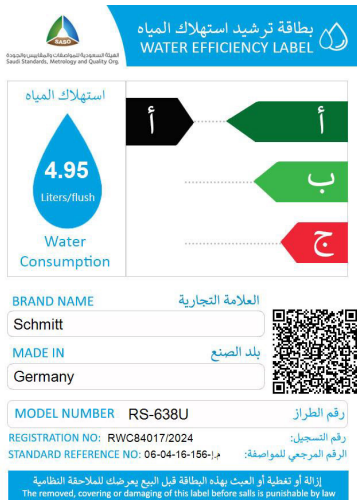 بطاقة ترشيد استهلاك المياه
WATER EFFICIENCY LABEL
SASO
الهيئة السعودية للمواصفات والمقاييس والجودة
Saudi Standards, Metrology and Quality Org.
استهلاك المياه
4.95
Liters/flush
Water
Consumption
أ أ
ب
ج
BRAND NAME العلامة التجارية
Schmitt
MADE IN بلد الصنع
Germany
MODEL NUMBER RS-638U رقم الطراز
REGISTRATION NO: RWC84017/2024 رقم التسجيل:
STANDARD REFERENCE NO: 06-04-16-156-م.إ الرقم المرجعي للمواصفة:
إزالة أو تغطية أو العبث بهذه البطاقة قبل البيع يعرضك للملاحقة النظامية
The removed, covering or damaging of this label before salls is punishable by law